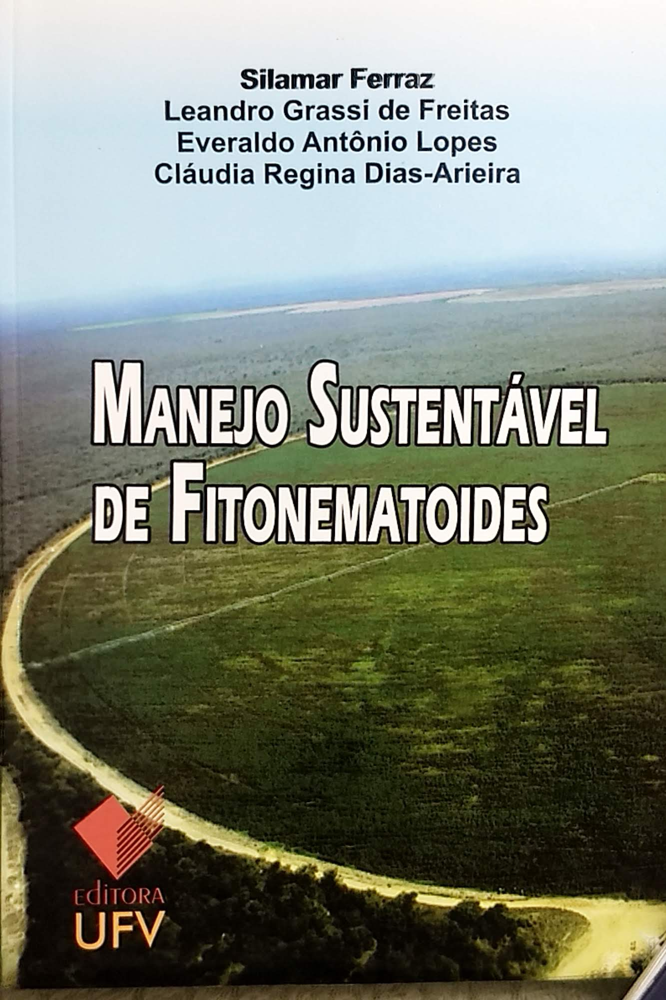 Silamar Ferraz
Leandro Grassi de Freitas
Everaldo Antônio Lopes
Cláudia Regina Dias-Arieira
MANEJO SUSTENTÁVEL
DE FITONEMATOIDES
EDITORA
UFV